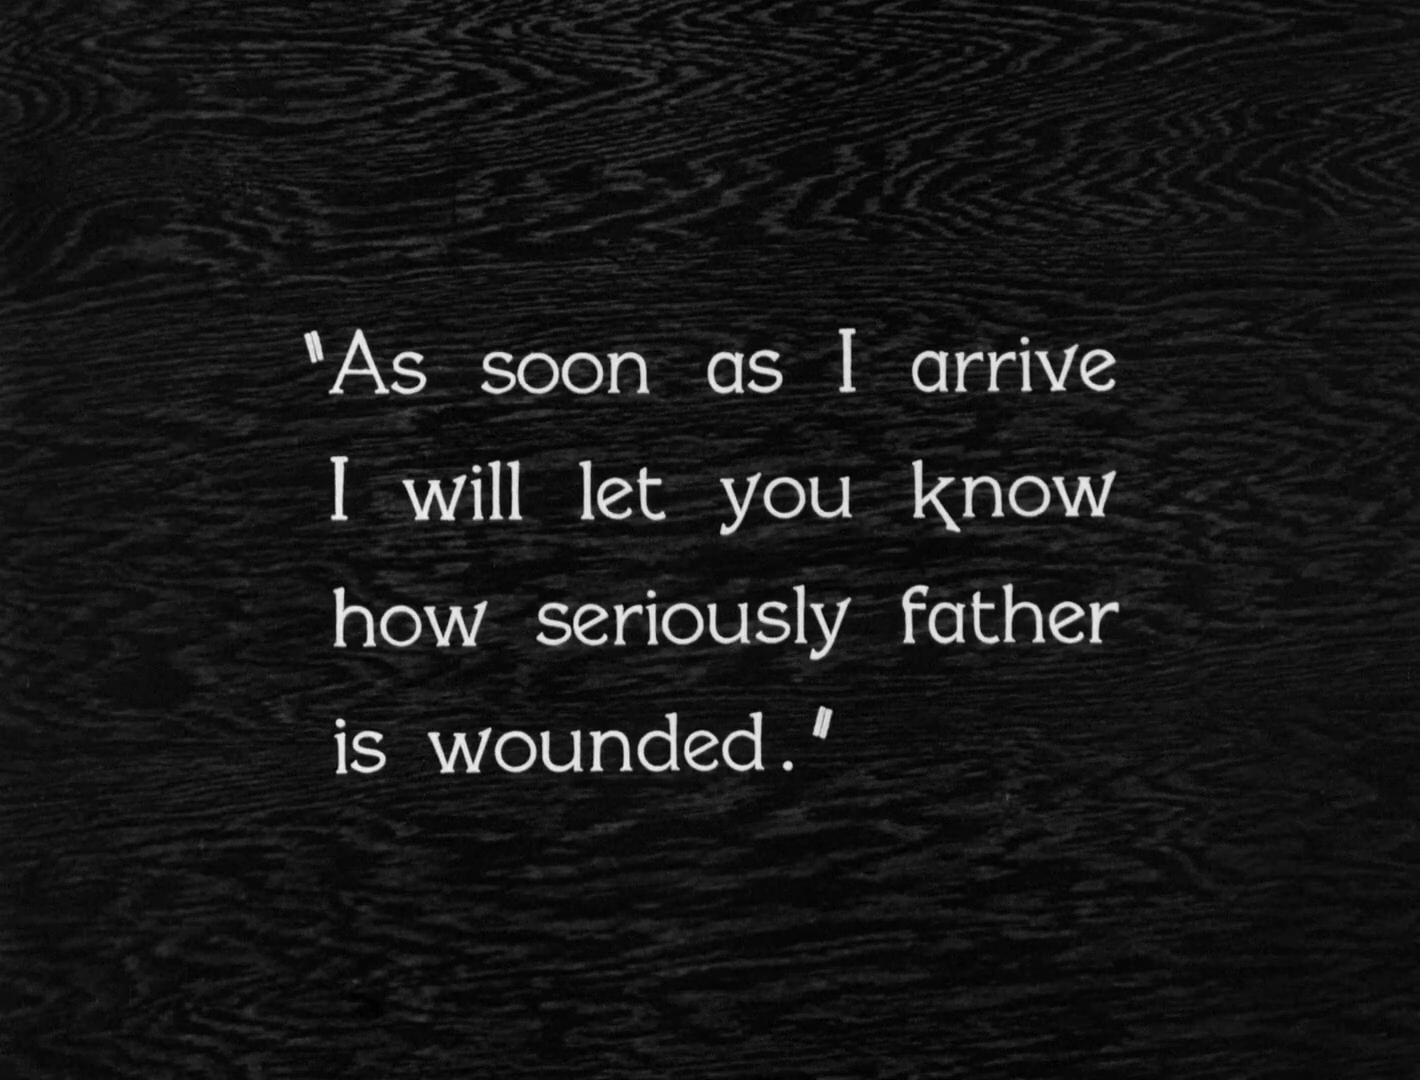 "As soon as I arrive
I will let you know
how seriously father
is wounded."